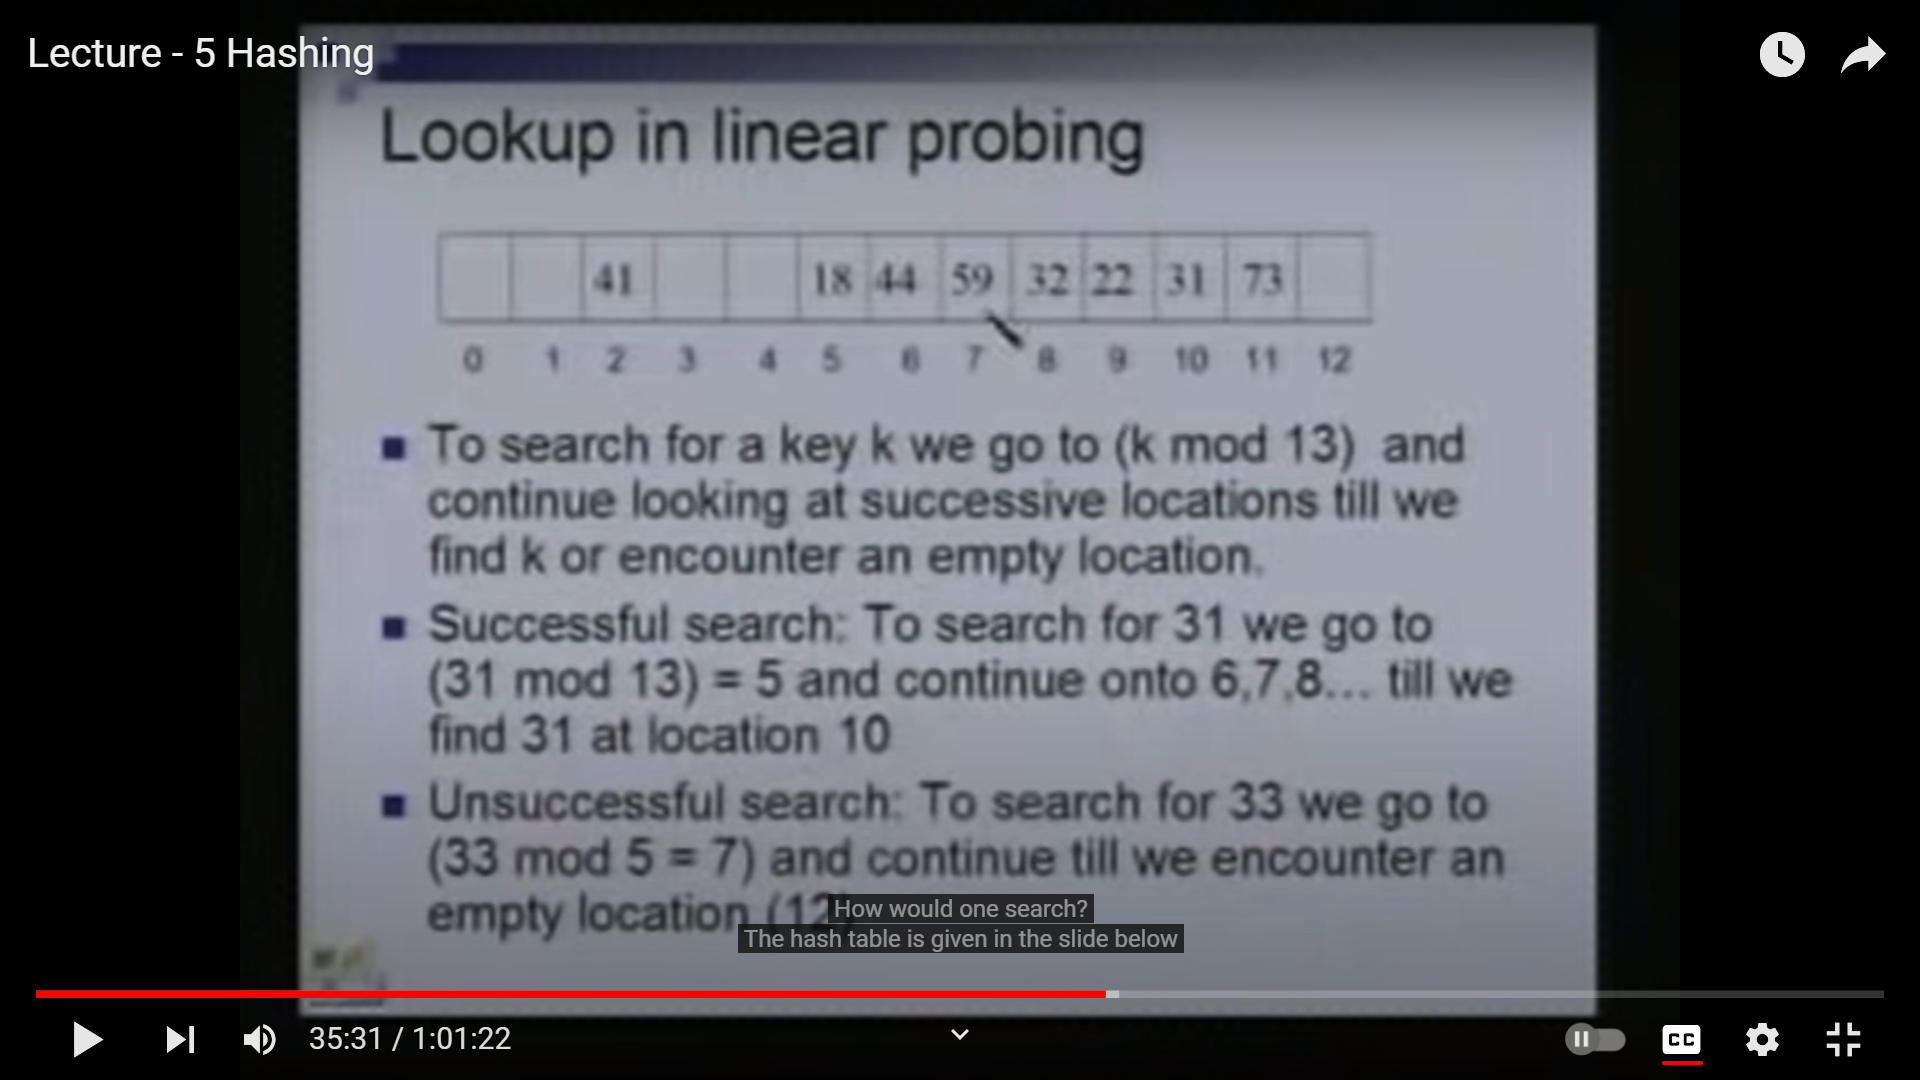 Lecture - 5 Hashing
Lookup in linear probing
41 18 44 59 32 22 31 73
0 1 2 3 4 5 6 7 8 9 10 11 12
To search for a key k we go to (k mod 13) and
continue looking at successive locations till we
find k or encounter an empty location.
Successful search: To search for 31 we go to
(31 mod 13) = 5 and continue onto 6,7,8... till we
find 31 at location 10
Unsuccessful search: To search for 33 we go to
(33 mod 5 = 7) and continue till we encounter an
empty location (12)
How would one search?
The hash table is given in the slide below
35:31 / 1:01:22
CC